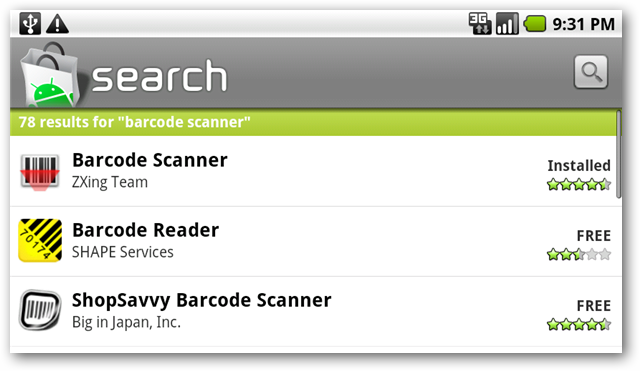 3G 9:31 PM
search
78 results for "barcode scanner"
Barcode Scanner
Installed
ZXing Team
Barcode Reader
FREE
SHAPE Services
70174
ShopSavvy Barcode Scanner
FREE
Big in Japan, Inc.